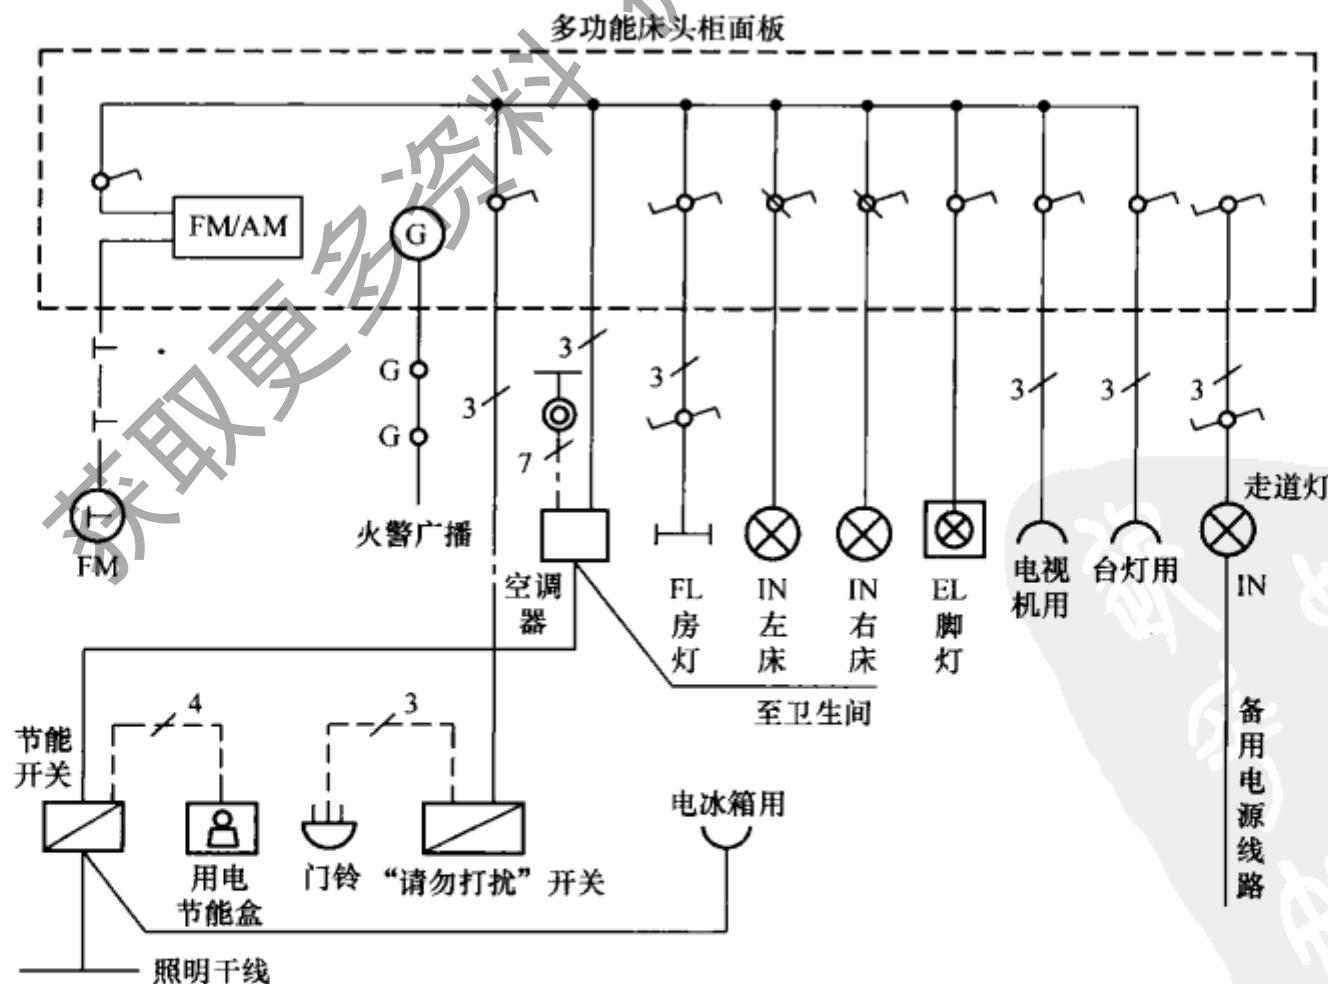 多功能床头柜面板
FM/AM
G
3
3
3
3
3
3
G
G
7
火警广播
走道灯
FM
空调
器
FL
房
灯
IN
左
床
IN
右
床
EL
脚
灯
电视
机用
台灯用
IN
至卫生间
备
用
电
源
线
路
4
3
节能
开关
电冰箱用
用电
节能盒
门铃
“请勿打扰”开关
照明干线
获取更多资料